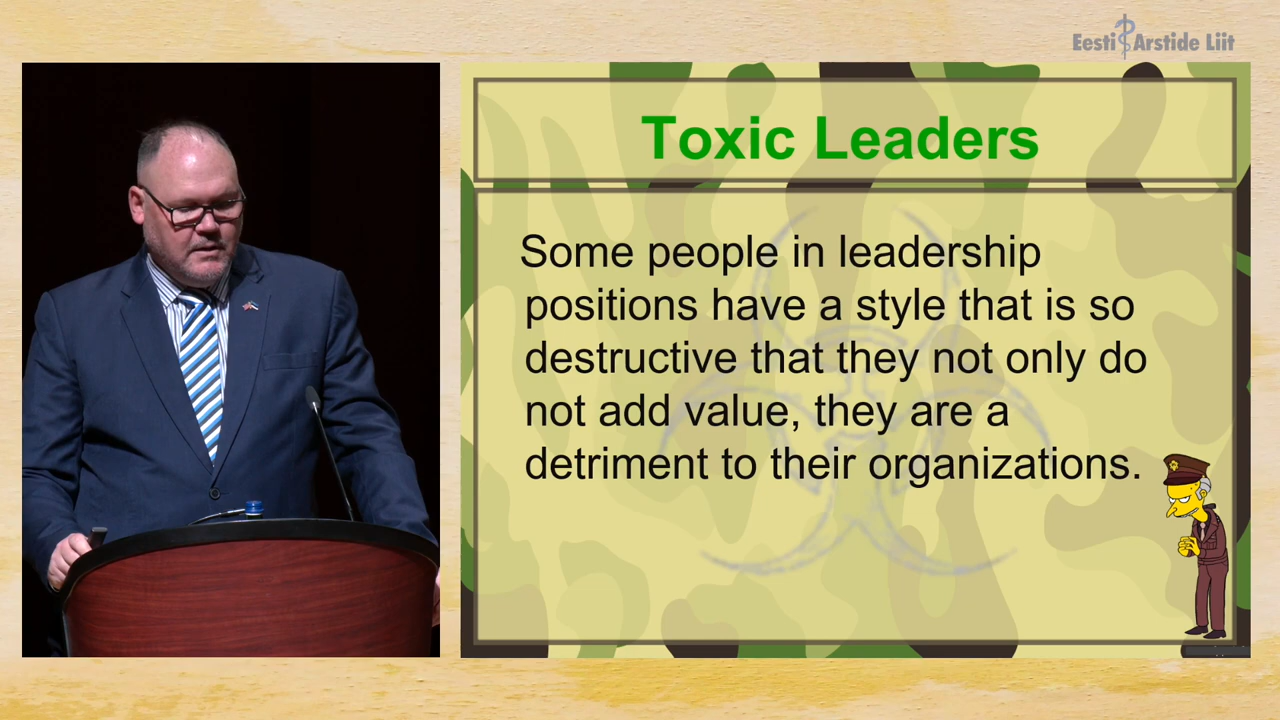 Eesti Arstide Liit
Toxic Leaders
Some people in leadership
positions have a style that is so
destructive that they not only do
not add value, they are a
detriment to their organizations.